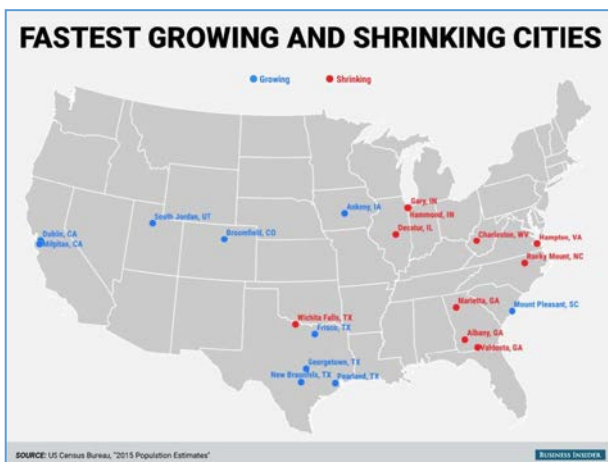 FASTEST GROWING AND SHRINKING CITIES
Growing
Shrinking
Gary, IN
Ankeny, IA
Hammond, IN
South Jordan, UT
Dublin, CA
Broomfield, CO
Decatur, IL
Charleston, WV
Hampton, VA
Milpitas, CA
Rocky Mount, NC
Marietta, GA
Mount Pleasant, SC
Wichita Falls, TX
Frisco, TX
Albany, GA
Valdosta, GA
Georgetown, TX
New Braunfels, TX
Pearland, TX
SOURCE: US Census Bureau, "2015 Population Estimates"
BUSINESS INSIDER